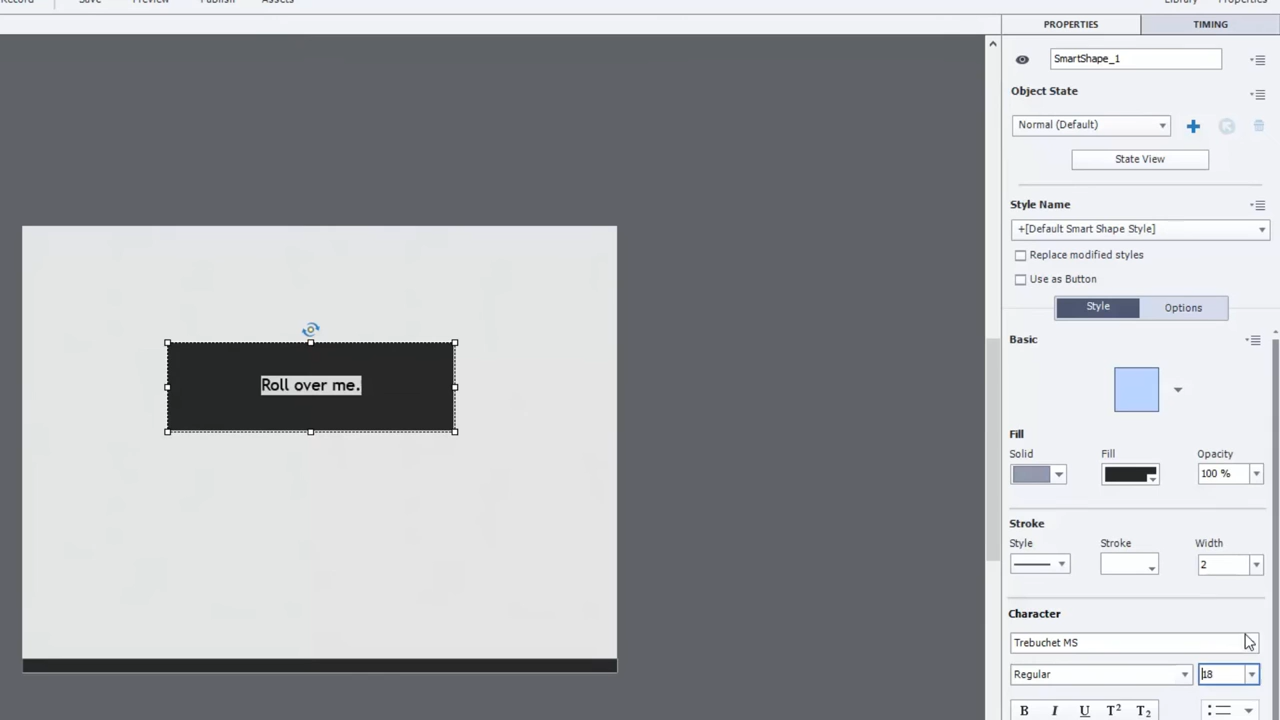 Record Save Preview Publish Assets Library Properties
PROPERTIES TIMING
SmartShape_1
Object State
Normal (Default)
State View
Style Name
+[Default Smart Shape Style]
Replace modified styles
Use as Button
Style Options
Basic
Roll over me.
Fill
Solid Fill Opacity
100 %
Stroke
Style Stroke Width
2
Character
Trebuchet MS
Regular 18
B I U T² T₂